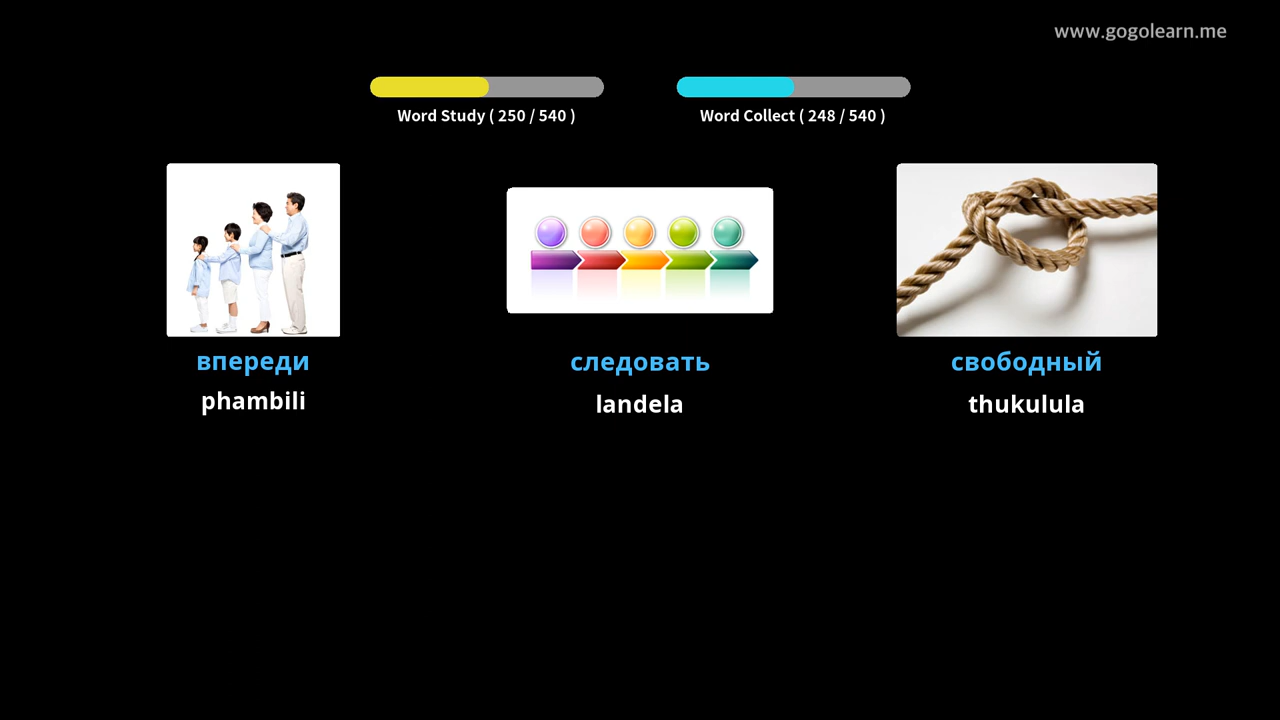 www.gogolearn.me
Word Study ( 250 / 540 )
Word Collect ( 248 / 540 )
впереди
phambili
следовать
landela
свободный
thukulula